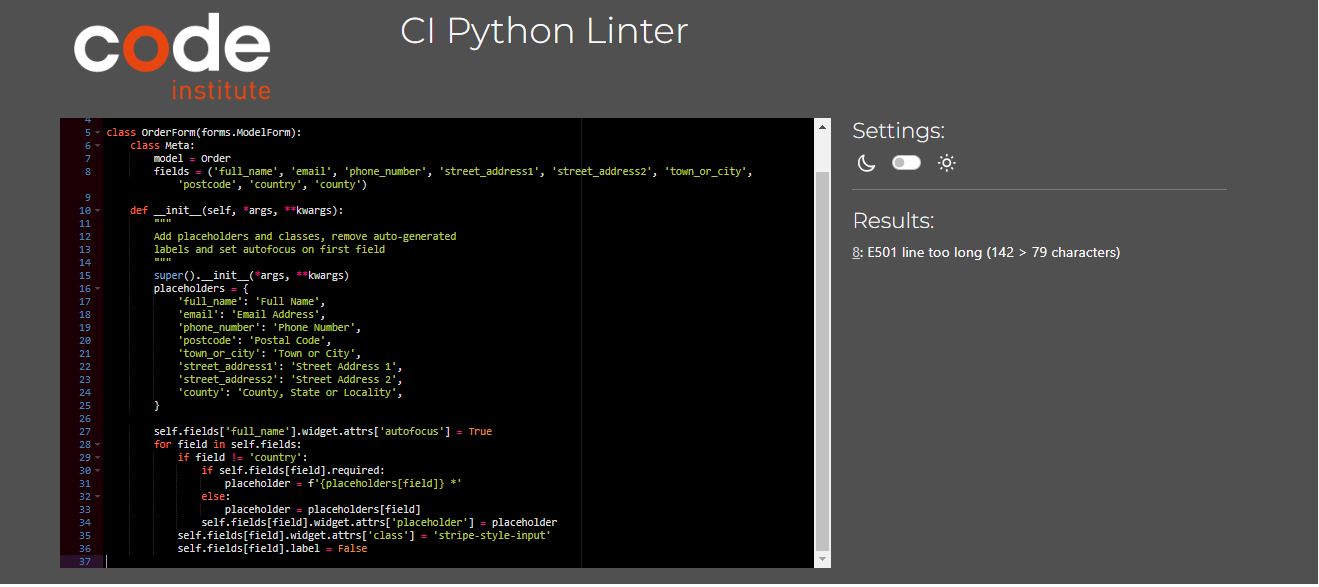 code
institute
CI Python Linter
4
5 class OrderForm(forms.ModelForm):
6     class Meta:
7         model = Order
8         fields = ('full_name', 'email', 'phone_number', 'street_address1', 'street_address2', 'town_or_city',
            'postcode', 'country', 'county')
9
10     def __init__(self, *args, **kwargs):
11         """
12         Add placeholders and classes, remove auto-generated
13         labels and set autofocus on first field
14         """
15         super().__init__(*args, **kwargs)
16         placeholders = {
17             'full_name': 'Full Name',
18             'email': 'Email Address',
19             'phone_number': 'Phone Number',
20             'postcode': 'Postal Code',
21             'town_or_city': 'Town or City',
22             'street_address1': 'Street Address 1',
23             'street_address2': 'Street Address 2',
24             'county': 'County, State or Locality',
25         }
26
27         self.fields['full_name'].widget.attrs['autofocus'] = True
28         for field in self.fields:
29             if field != 'country':
30                 if self.fields[field].required:
31                     placeholder = f'{placeholders[field]} *'
32                 else:
33                     placeholder = placeholders[field]
34                 self.fields[field].widget.attrs['placeholder'] = placeholder
35             self.fields[field].widget.attrs['class'] = 'stripe-style-input'
36             self.fields[field].label = False
37
Settings:
Results:
8: E501 line too long (142 > 79 characters)